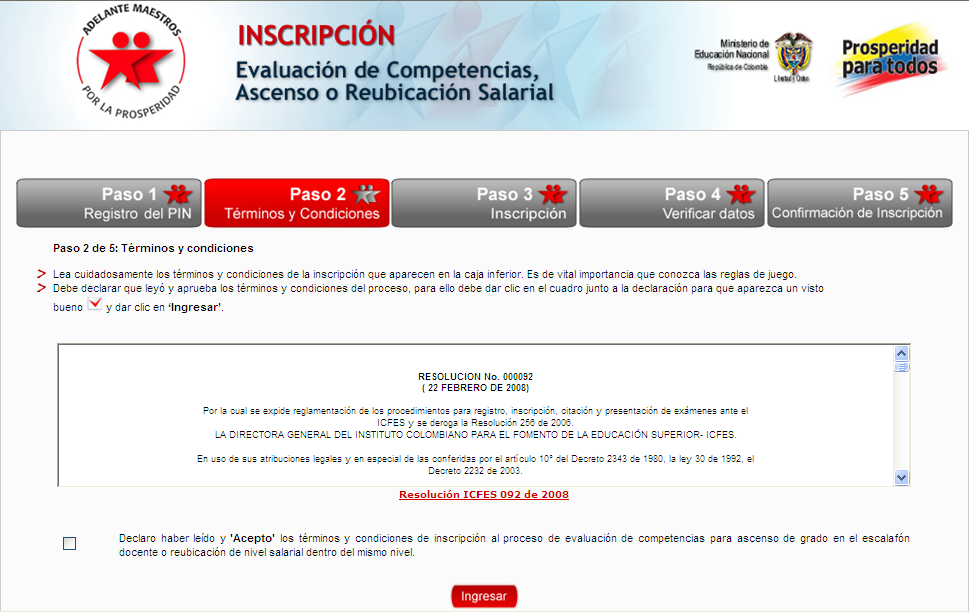 ADELANTE MAESTROS
POR LA PROSPERIDAD
INSCRIPCIÓN
Evaluación de Competencias,
Ascenso o Reubicación Salarial
Ministerio de
Educación Nacional
República de Colombia
Libertad y Orden
Prosperidad
para todos
Paso 1
Registro del PIN
Paso 2
Términos y Condiciones
Paso 3
Inscripción
Paso 4
Verificar datos
Paso 5
Confirmación de Inscripción
Paso 2 de 5: Términos y condiciones
> Lea cuidadosamente los términos y condiciones de la inscripción que aparecen en la caja inferior. Es de vital importancia que conozca las reglas de juego.
> Debe declarar que leyó y aprueba los términos y condiciones del proceso, para ello debe dar clic en el cuadro junto a la declaración para que aparezca un visto
bueno y dar clic en 'Ingresar'.
RESOLUCION No. 000092
( 22 FEBRERO DE 2008)
Por la cual se expide reglamentación de los procedimientos para registro, inscripción, citación y presentación de exámenes ante el
ICFES y se deroga la Resolución 256 de 2006.
LA DIRECTORA GENERAL DEL INSTITUTO COLOMBIANO PARA EL FOMENTO DE LA EDUCACIÓN SUPERIOR- ICFES.
En uso de sus atribuciones legales y en especial de las conferidas por el artículo 10° del Decreto 2343 de 1980, la ley 30 de 1992, el
Decreto 2232 de 2003.
Resolución ICFES 092 de 2008
Declaro haber leído y 'Acepto' los términos y condiciones de inscripción al proceso de evaluación de competencias para ascenso de grado en el escalafón
docente o reubicación de nivel salarial dentro del mismo nivel.
Ingresar